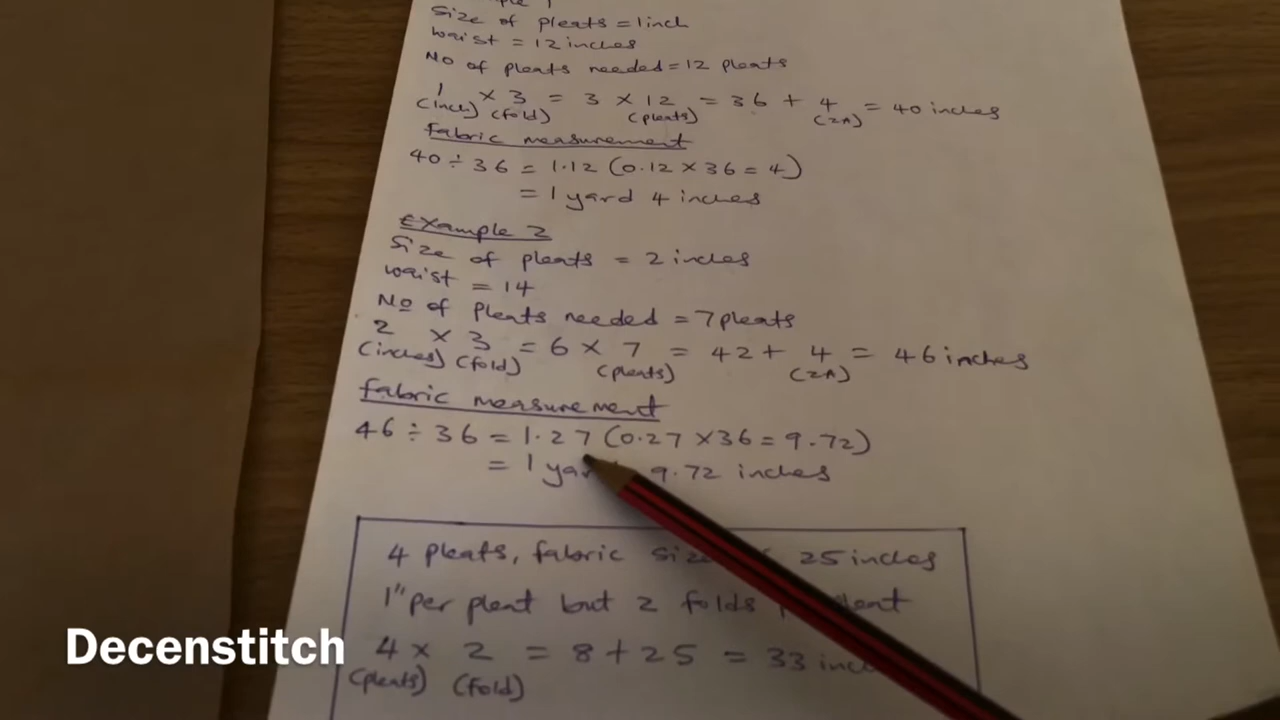 Size of pleats = 1inch
waist = 12 inches
No of pleats needed = 12 pleats
1 × 3 = 3 × 12 = 36 + 4 = 40 inches
(inch) (fold) (pleats) (ZA)
fabric measurement
40 ÷ 36 = 1.12 (0.12 × 36 = 4)
= 1 yard 4 inches
Example 2
Size of pleats = 2 inches
waist = 14
No of pleats needed = 7 pleats
2 × 3 = 6 × 7 = 42 + 4 = 46 inches
(inches) (fold) (pleats) (ZA)
fabric measurement
46 ÷ 36 = 1.27 (0.27 × 36 = 9.72)
= 1 9.72 inches
4 pleats, fabric 25 inches
1" per pleat but 2 folds
4 × 2 = 8 + 25 = 33
(pleats) (fold)
Decenstitch